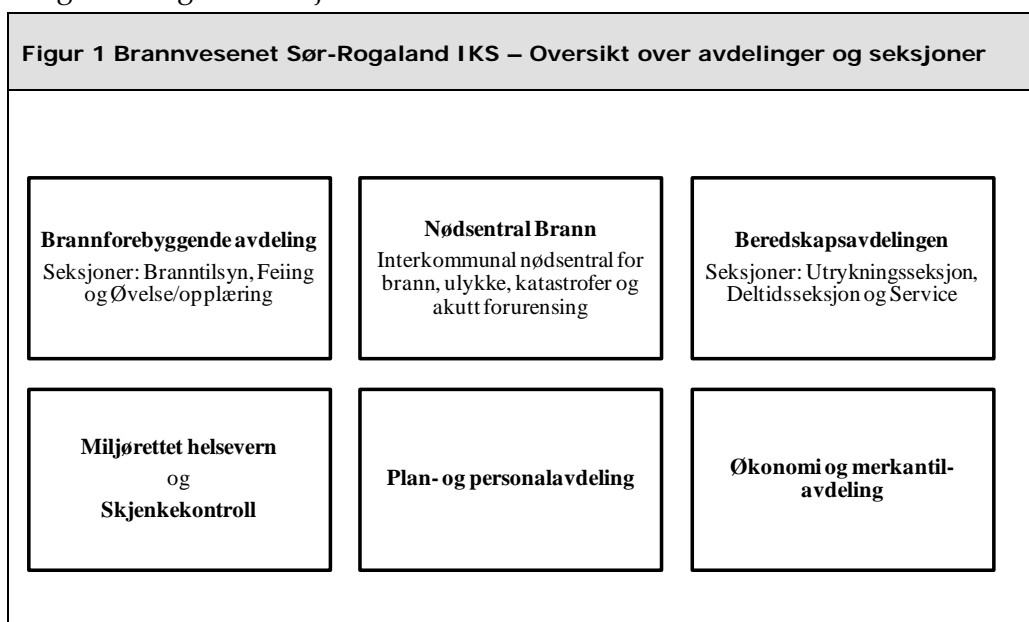 Figur 1 Brannvesenet Sør-Rogaland IKS – Oversikt over avdelinger og seksjoner
Brannforebyggende avdeling
Seksjoner: Branntilsyn, Feiing
og Øvelse/opplæring
Nødsentral Brann
Interkommunal nødsentral for
brann, ulykke, katastrofer og
akutt forurensing
Beredskapsavdelingen
Seksjoner: Utrykningsseksjon,
Deltidsseksjon og Service
Miljørettet helsevern
og
Skjenkekontroll
Plan- og personalavdeling
Økonomi og merkantil-
avdeling